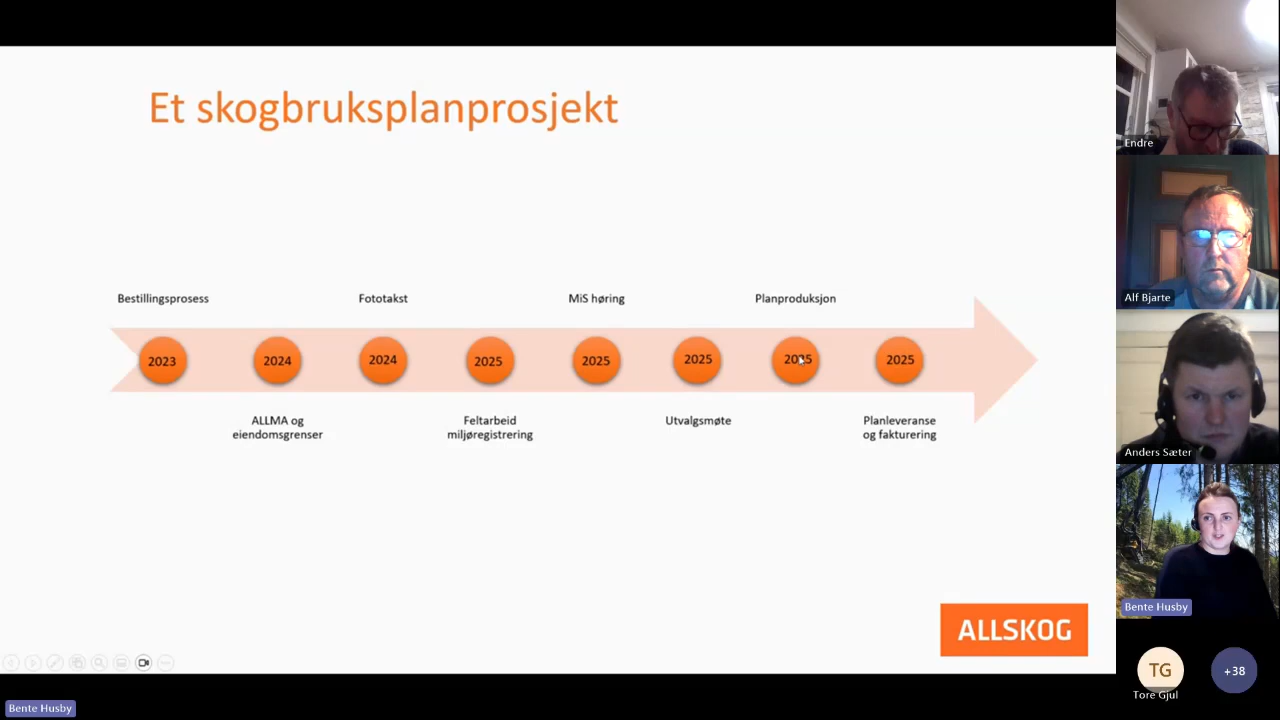 Et skogbruksplanprosjekt
Bestillingsprosess
Fototakst
MiS høring
Planproduksjon
2023
2024
2024
2025
2025
2025
2025
2025
ALLMA og
eiendomsgrenser
Feltarbeid
miljøregistrering
Utvalgsmøte
Planleveranse
og fakturering
ALLSKOG
Bente Husby
Endre
Alf Bjarte
Anders Sæter
Bente Husby
TG
Tore Gjul
+38